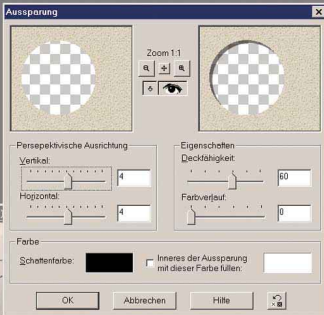 Aussparung
Zoom 1:1
Persepektivische Ausrichtung
Vertikal:
4
Horizontal:
4
Eigenschaften
Deckfähigkeit:
60
Farbverlauf:
0
Farbe
Schattenfarbe:
Inneres der Aussparung
mit dieser Farbe füllen:
OK
Abbrechen
Hilfe